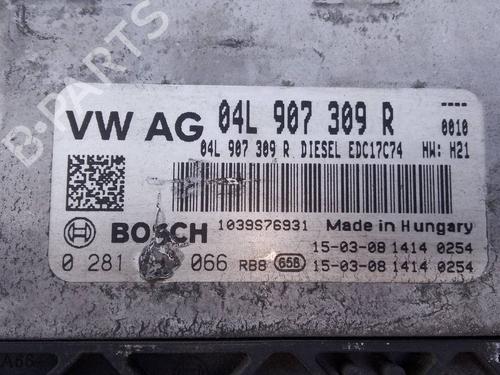 B-PARTS
VW AG 04L 907 309 R
0010
04L 907 309 R DIESEL EDC17C74 HW: H21
BOSCH 1039S76931 Made in Hungary
15-03-08 1414 0254
0 281 066 RB8 658 15-03-08 1414 0254